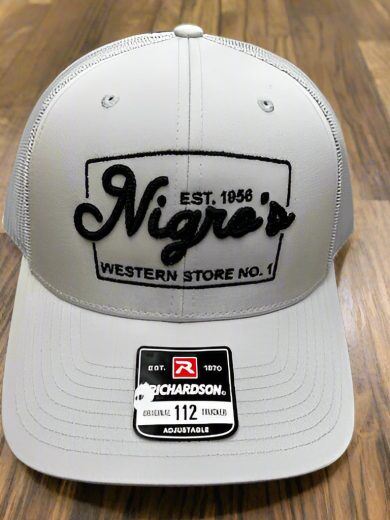 EST. 1956
Nigro's
WESTERN STORE NO. 1
EST. R 1970
RICHARDSON®
ORIGINAL 112 TRUCKER
ADJUSTABLE